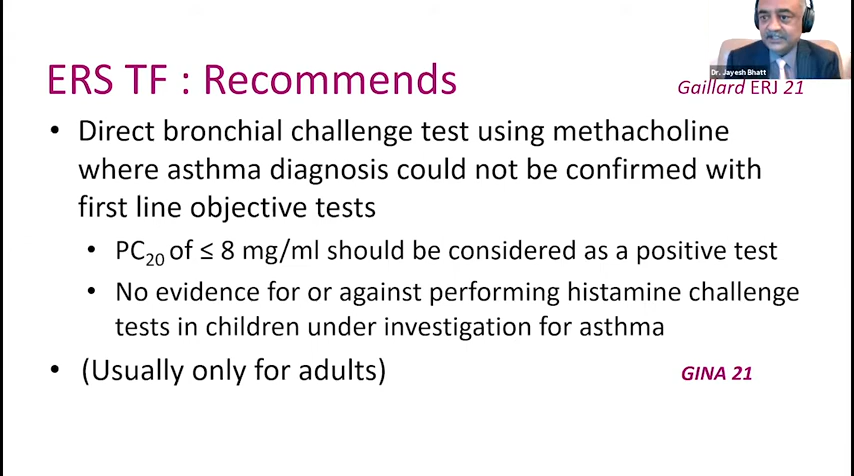 Dr. Jayesh Bhatt
ERS TF : Recommends
Gaillard ERJ 21
• Direct bronchial challenge test using methacholine
where asthma diagnosis could not be confirmed with
first line objective tests
• PC20 of ≤ 8 mg/ml should be considered as a positive test
• No evidence for or against performing histamine challenge
tests in children under investigation for asthma
• (Usually only for adults)
GINA 21